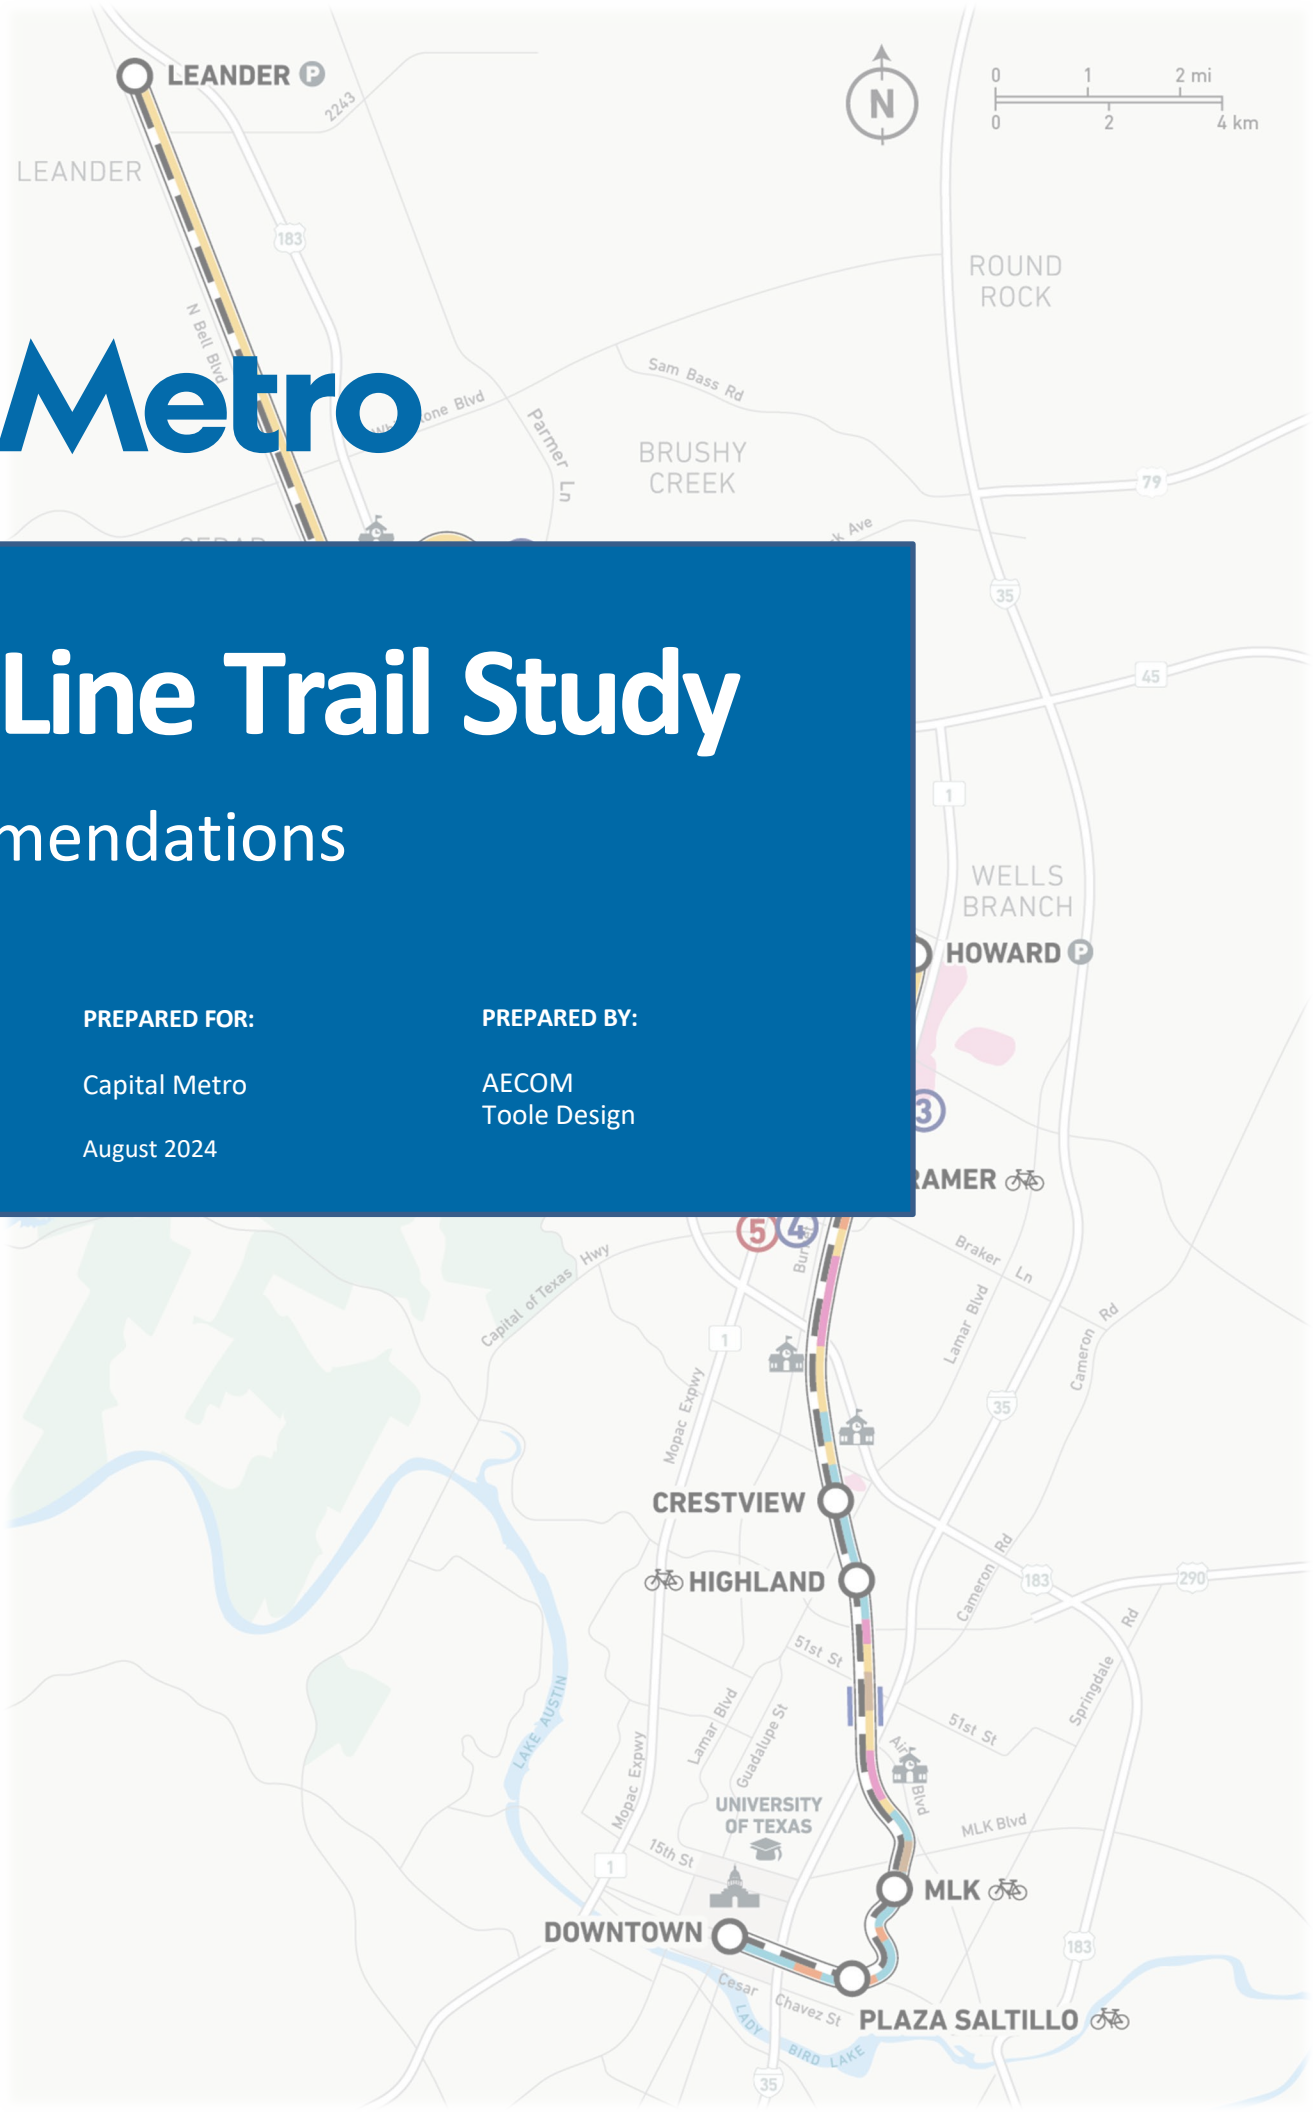 LEANDER P
0 1 2 mi
N
0 2 4 km
2243
LEANDER
183
ROUND
ROCK
N Bell Blvd
Metro
Sam Bass Rd
one Blvd
Parmer Ln
BRUSHY
CREEK
79
k Ave
35
Line Trail Study
45
1
mendations
WELLS
BRANCH
HOWARD P
PREPARED FOR:
PREPARED BY:
Capital Metro
AECOM
Toole Design
August 2024
3
RAMER
5 4
Capital of Texas Hwy
Braker Ln
1
Lamar Blvd
Cameron Rd
Mopac Expwy
35
CRESTVIEW
HIGHLAND
Cameron Rd
183
290
51st St
Springdale Rd
LAKE AUSTIN
Lamar Blvd
Guadalupe St
51st St
Mopac Expwy
Blvd
UNIVERSITY
OF TEXAS
MLK Blvd
15th St
1
MLK
DOWNTOWN
183
Cesar Chavez St
PLAZA SALTILLO
LADY BIRD LAKE
35